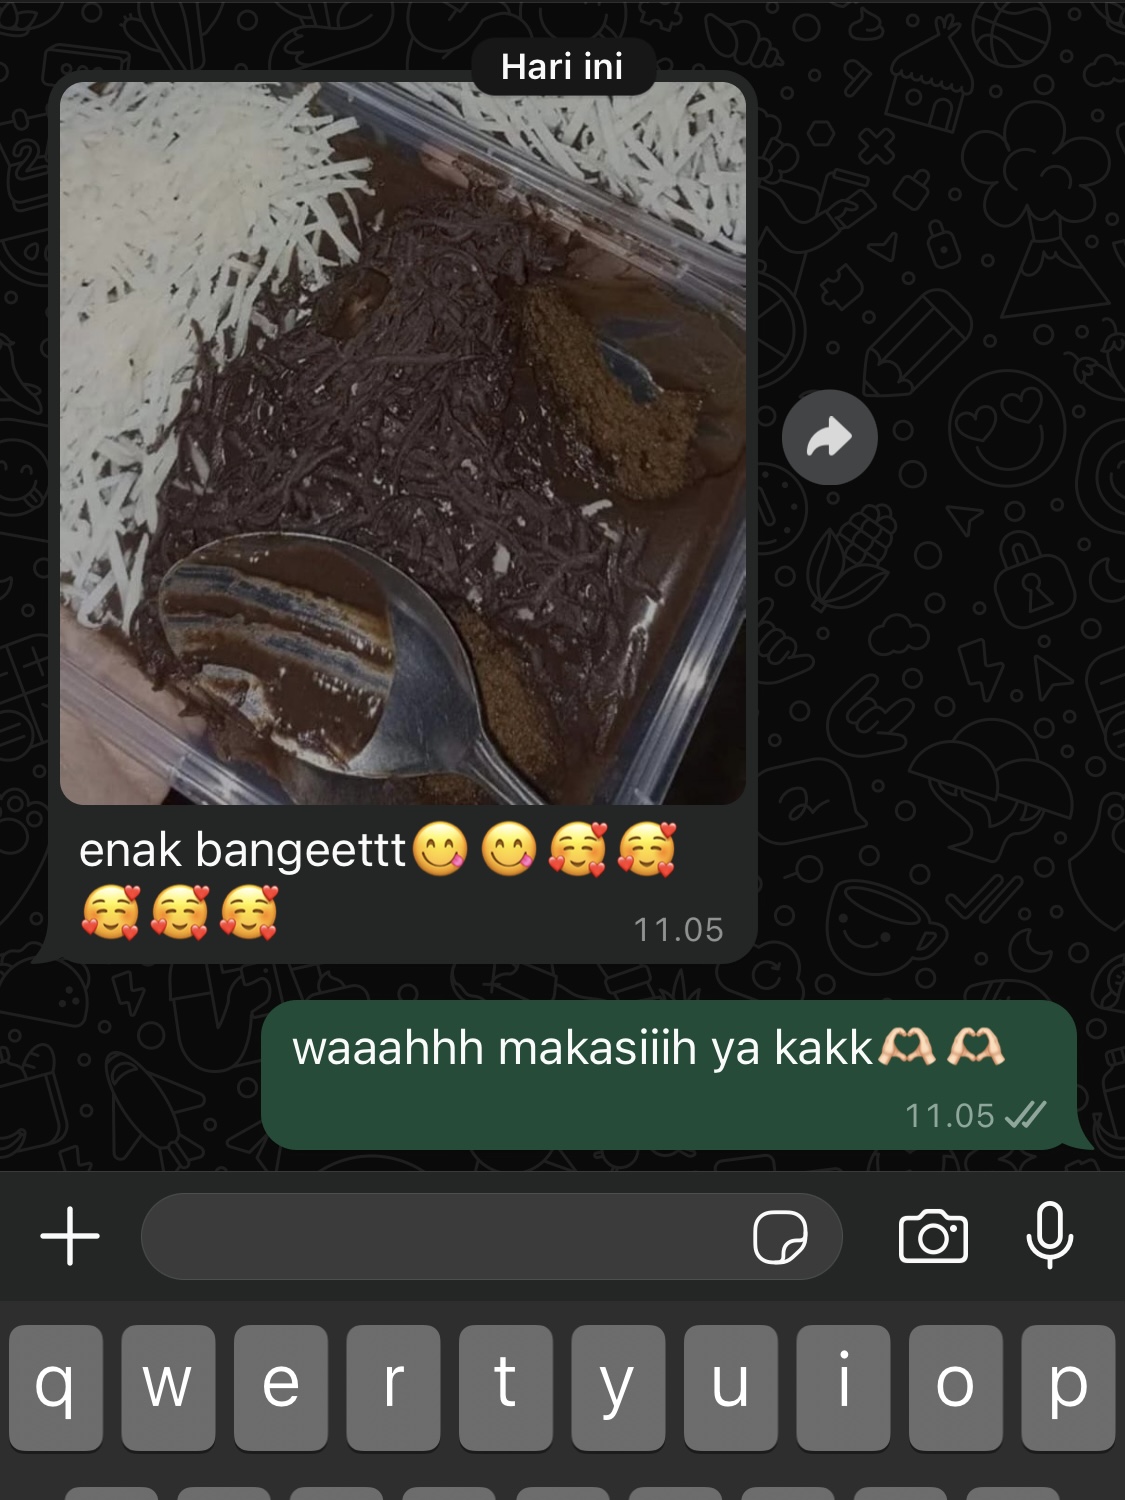 Hari ini
enak bangeettt😋😋🥰🥰
🥰🥰🥰
11.05
waaahhh makasiiih ya kakk🫶🏻🫶🏻
11.05
q w e r t y u i o p